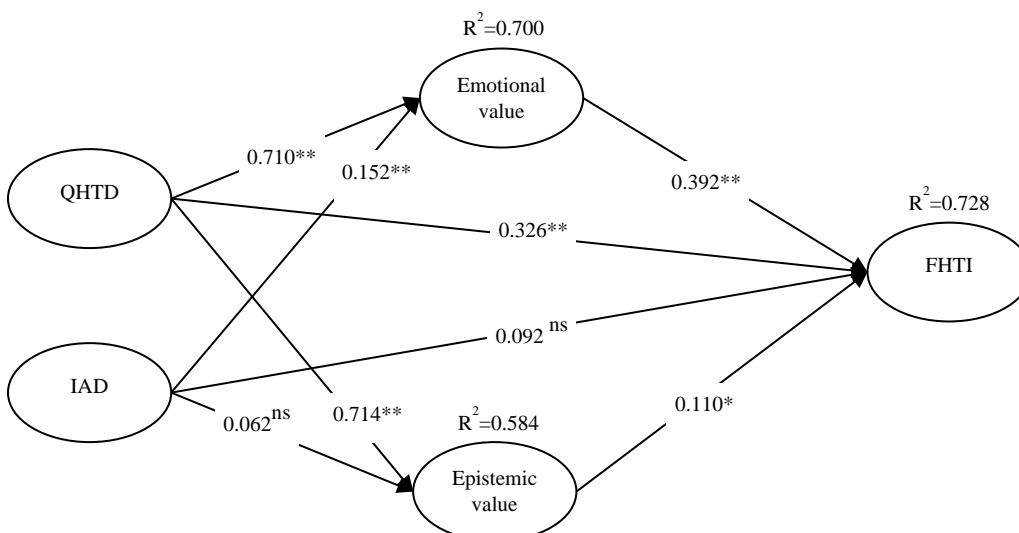 R²=0.700
Emotional
value
0.710**
0.152**
QHTD
0.392**
R²=0.728
0.326**
FHTI
0.092 ns
IAD
0.062ns
0.714**
R²=0.584
0.110*
Epistemic
value